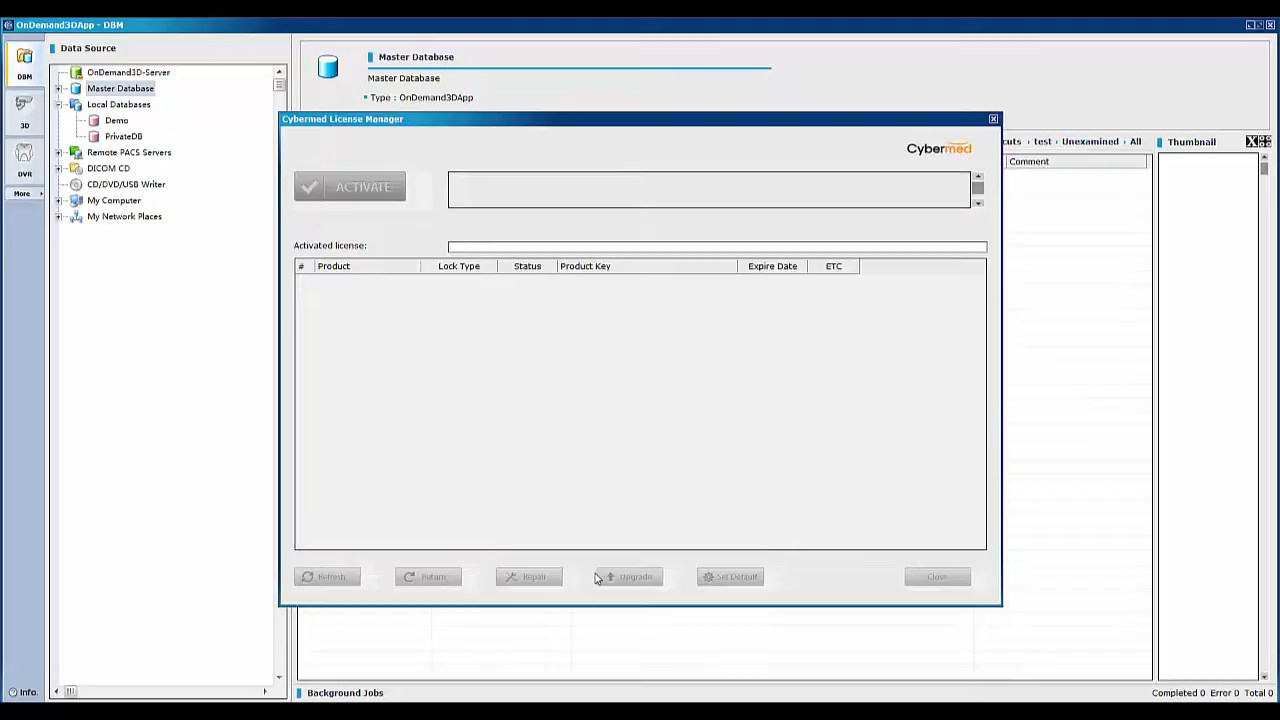 OnDemand3DApp - DBM
DBM
3D
DVR
More
Info.
Data Source
OnDemand3D-Server
Master Database
Local Databases
Demo
PrivateDB
Remote PACS Servers
DICOM CD
CD/DVD/USB Writer
My Computer
My Network Places
Master Database
Master Database
Type : OnDemand3DApp
cuts › test › Unexamined › All
Comment
Thumbnail
Cybermed License Manager
Cybermed
ACTIVATE
Activated license:
# Product Lock Type Status Product Key Expire Date ETC
Refresh Return Repair Upgrade Set Default Close
Background Jobs
Completed 0 Error 0 Total 0